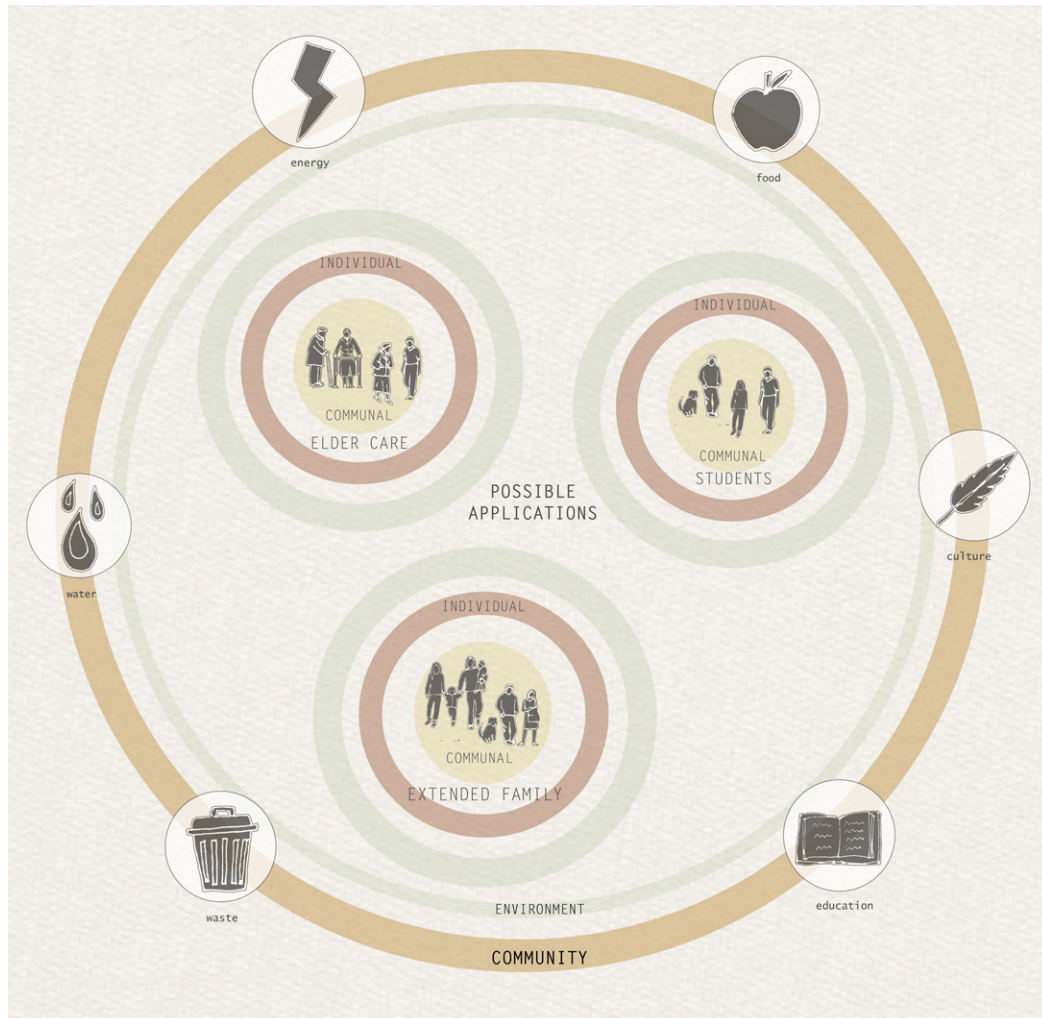 energy
food
INDIVIDUAL
COMMUNAL
ELDER CARE
INDIVIDUAL
COMMUNAL
STUDENTS
POSSIBLE
APPLICATIONS
culture
water
INDIVIDUAL
COMMUNAL
EXTENDED FAMILY
education
waste
ENVIRONMENT
COMMUNITY